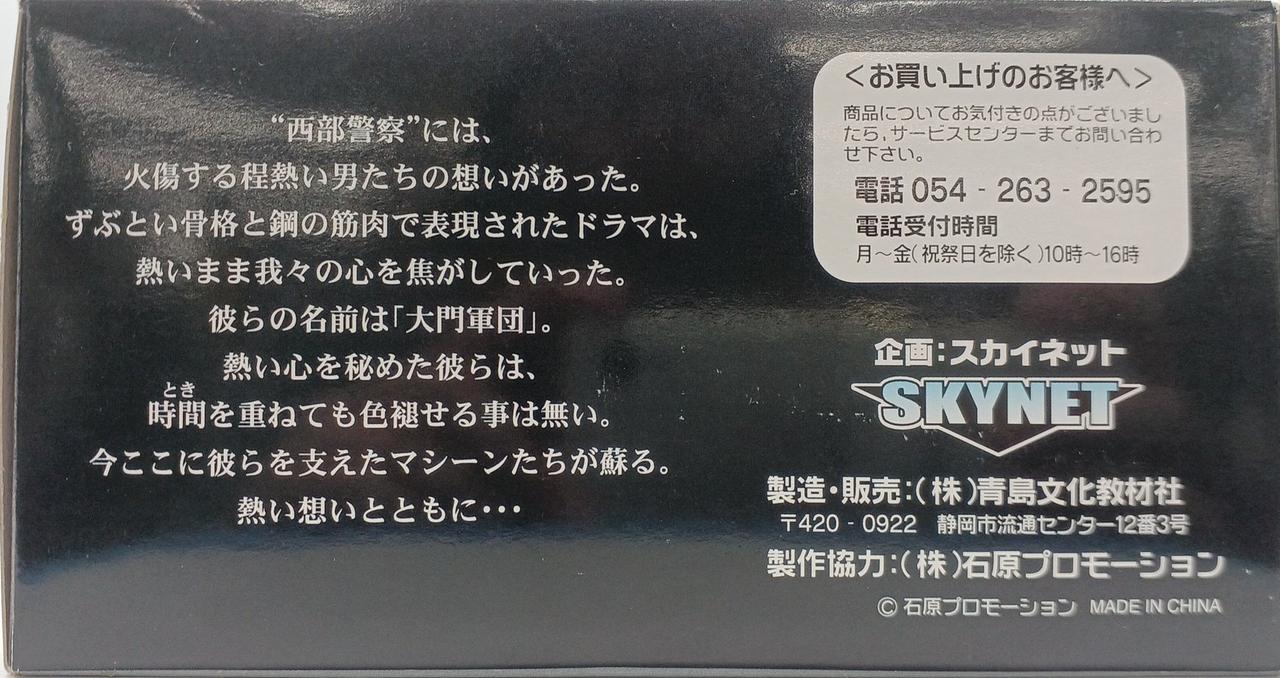 “西部警察”には、
火傷する程熱い男たちの想いがあった。
ずぶとい骨格と鋼の筋肉で表現されたドラマは、
熱いまま我々の心を焦がしていった。
彼らの名前は｢大門軍団｣。
熱い心を秘めた彼らは、
とき
時間を重ねても色褪せる事は無い。
今ここに彼らを支えたマシーンたちが蘇る。
熱い想いとともに･･･
＜お買い上げのお客様へ＞
商品についてお気付きの点がございまし
たら,サービスセンターまでお問い合わ
せ下さい。
電話 054 - 263 - 2595
電話受付時間
月～金(祝祭日を除く)10時～16時
企画：スカイネット
SKYNET
製造・販売：(株)青島文化教材社
〒420 - 0922 静岡市流通センター12番3号
製作協力：(株)石原プロモーション
© 石原プロモーション MADE IN CHINA